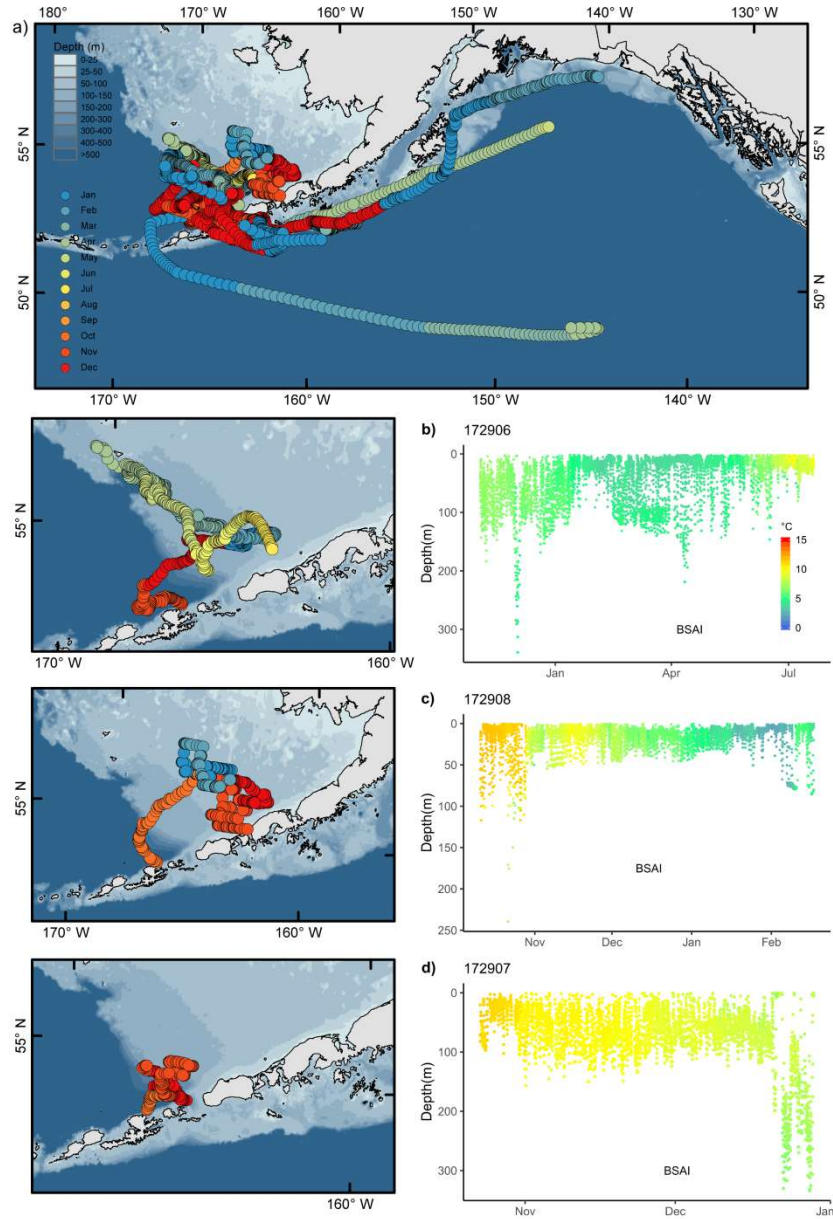 a)
180° 170° W 160° W 150° W 140° W 130° W
Depth (m)
0-25
25-50
50-100
100-150
150-200
200-300
300-400
400-500
>500
55° N
55° N
Jan
Feb
Mar
Apr
May
Jun
Jul
Aug
Sep
Oct
Nov
Dec
50° N
50° N
170° W 160° W 150° W 140° W
55° N
55° N
170° W 160° W
b) 172906
0
100
200
300
Depth(m)
°C
15
10
5
0
BSAI
Jan Apr Jul
55° N
55° N
170° W 160° W
c) 172908
0
50
100
150
200
250
Depth(m)
BSAI
Nov Dec Jan Feb
55° N
55° N
160° W
d) 172907
0
100
200
300
Depth(m)
BSAI
Nov Dec Jan